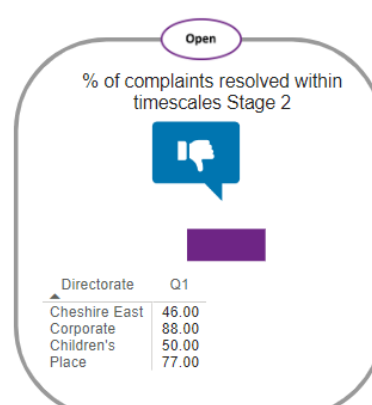 Open
% of complaints resolved within
timescales Stage 2
Directorate Q1
Cheshire East 46.00
Corporate 88.00
Children's 50.00
Place 77.00